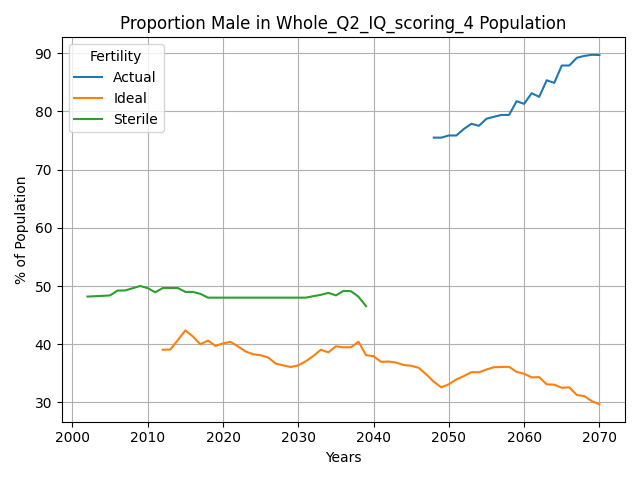 Proportion Male in Whole_Q2_IQ_scoring_4 Population
Fertility
Actual
Ideal
Sterile
% of Population
90
80
70
60
50
40
30
2000 2010 2020 2030 2040 2050 2060 2070
Years